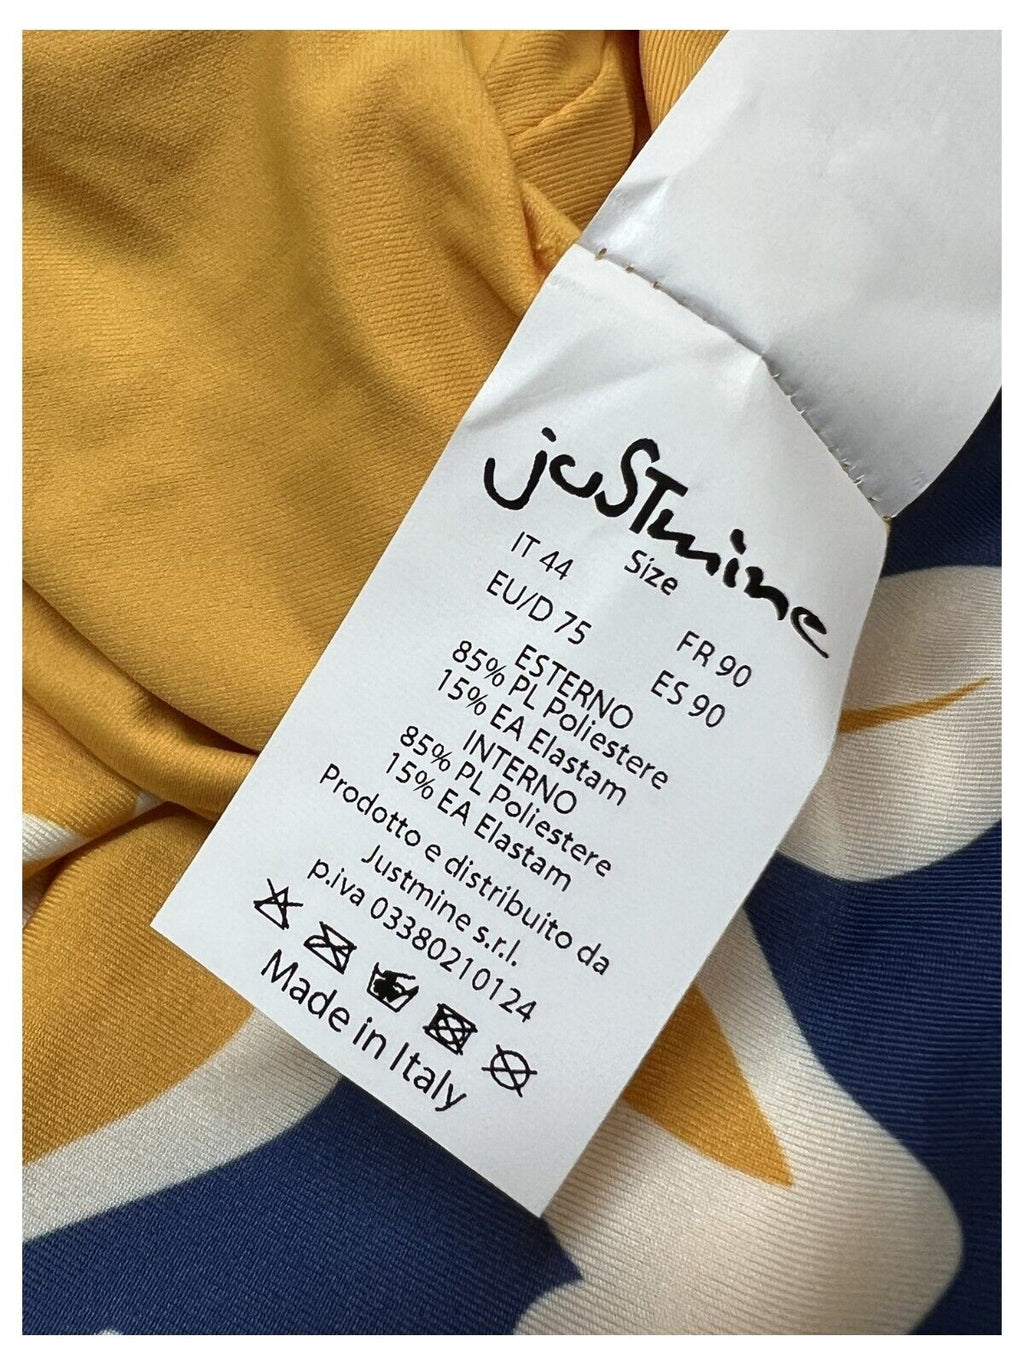 justmine
Size
IT 44 FR 90
EU/D 75 ES 90
ESTERNO
85% PL Poliestere
15% EA Elastam
INTERNO
85% PL Poliestere
15% EA Elastam
Prodotto e distribuito da
Justmine s.r.l.
p.iva 03380210124
Made in Italy